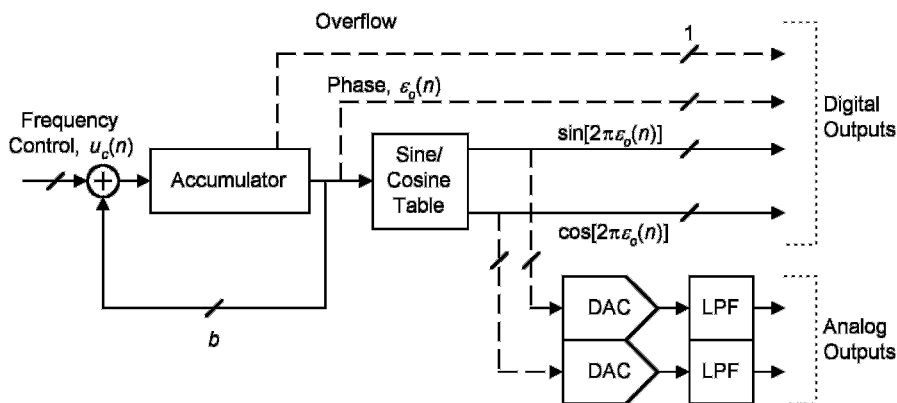 Overflow
1
Phase, εo(n)
Digital
Outputs
Frequency
Control, uc(n)
sin[2πεo(n)]
+
Accumulator
Sine/
Cosine
Table
cos[2πεo(n)]
b
DAC
LPF
DAC
LPF
Analog
Outputs